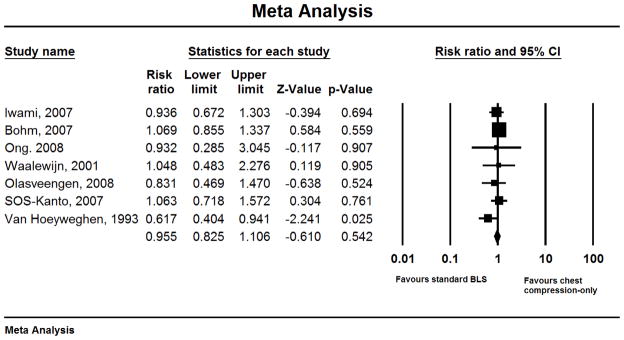 Meta Analysis
Study name Statistics for each study Risk ratio and 95% CI
Risk Lower Upper
ratio limit limit Z-Value p-Value
Iwami, 2007 0.936 0.672 1.303 -0.394 0.694
Bohm, 2007 1.069 0.855 1.337 0.584 0.559
Ong. 2008 0.932 0.285 3.045 -0.117 0.907
Waalewijn, 2001 1.048 0.483 2.276 0.119 0.905
Olasveengen, 2008 0.831 0.469 1.470 -0.638 0.524
SOS-Kanto, 2007 1.063 0.718 1.572 0.304 0.761
Van Hoeyweghen, 1993 0.617 0.404 0.941 -2.241 0.025
0.955 0.825 1.106 -0.610 0.542
0.01 0.1 1 10 100
Favours standard BLS Favours chest
compression-only
Meta Analysis